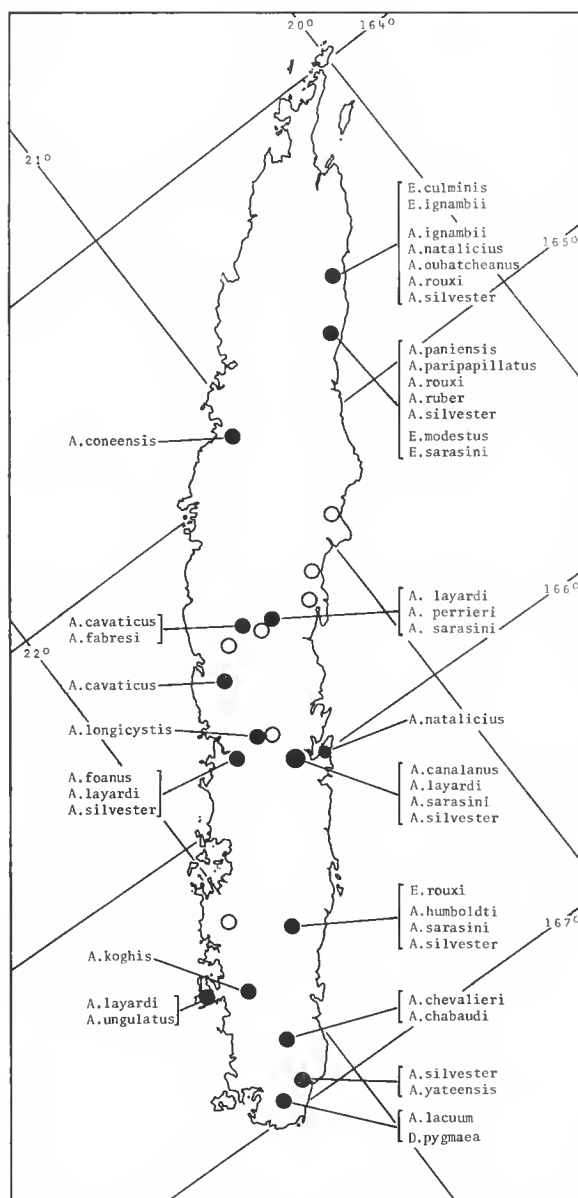 20° 164°
21°
E.culminis
E.ignambii
A.ignambii
A.natalicius
A.oubatcheanus
A.rouxi
A.silvester
165°
A.paniensis
A.paripapillatus
A.rouxi
A.ruber
A.silvester
E.modestus
E.sarasini
A.coneensis
166°
A. layardi
A. perrieri
A. sarasini
A.cavaticus
A.fabresi
22°
A.cavaticus
A.natalicius
A.longicystis
A.foanus
A.layardi
A.silvester
A.canalanus
A.layardi
A.sarasini
A.silvester
E.rouxi
A.humboldti
A.sarasini
A.silvester
167°
A.koghis
A.layardi
A.ungulatus
A.chevalieri
A.chabaudi
A.silvester
A.yateensis
A.lacuum
D.pygmaea